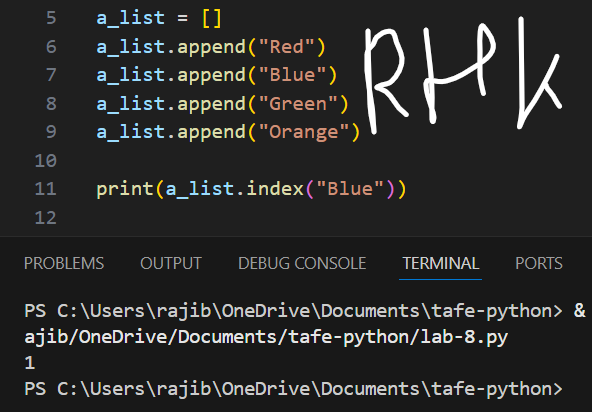 5 a_list = []
6 a_list.append("Red")
7 a_list.append("Blue")
8 a_list.append("Green")
9 a_list.append("Orange")
RHK
10
11 print(a_list.index("Blue"))
12
PROBLEMS OUTPUT DEBUG CONSOLE TERMINAL PORTS
PS C:\Users\rajib\OneDrive\Documents\tafe-python> &
ajib/OneDrive/Documents/tafe-python/lab-8.py
1
PS C:\Users\rajib\OneDrive\Documents\tafe-python>